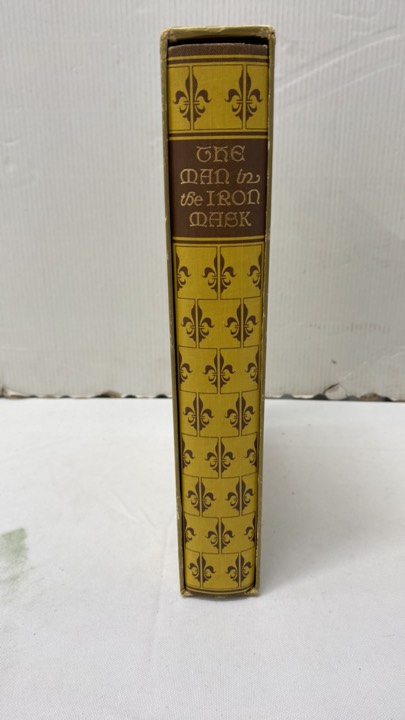 THE
MAN in
the IRON
MASK